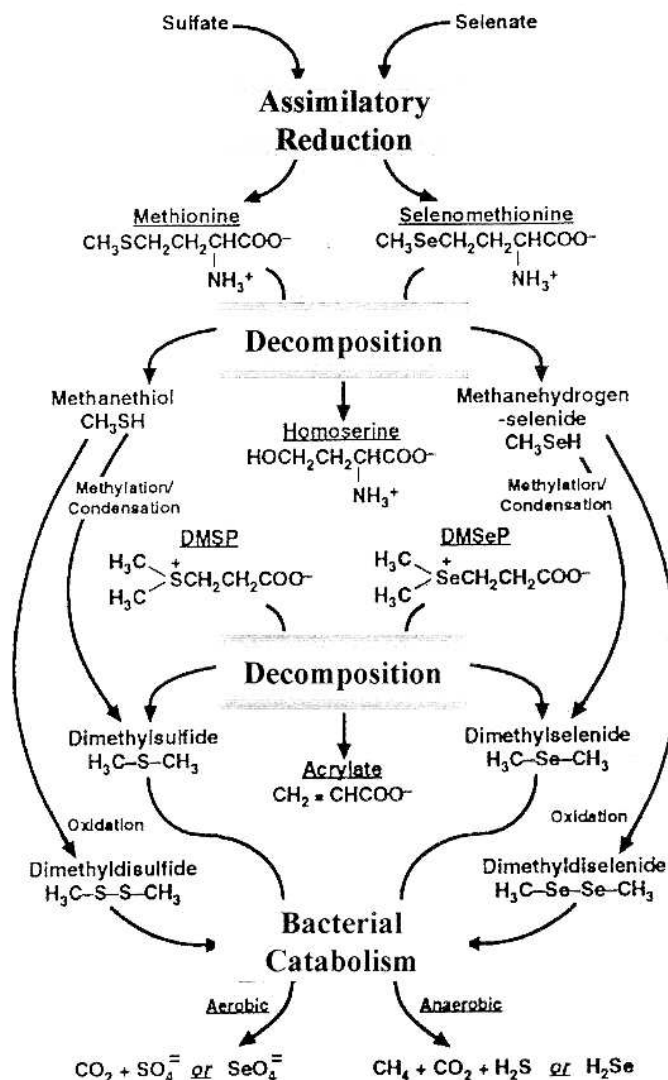 Sulfate Selenate
Assimilatory
Reduction
Methionine Selenomethionine
CH₃SCH₂CH₂CHCOO⁻ CH₃SeCH₂CH₂CHCOO⁻
NH₃⁺ NH₃⁺
Decomposition
Methanethiol
CH₃SH
Methanehydrogen
-selenide
CH₃SeH
Homoserine
HOCH₂CH₂CHCOO⁻
NH₃⁺
Methylation/
Condensation
Methylation/
Condensation
DMSP
H₃C
+
SCH₂CH₂COO⁻
H₃C
DMSeP
H₃C
+
SeCH₂CH₂COO⁻
H₃C
Decomposition
Dimethylsulfide
H₃C–S–CH₃
Dimethylselenide
H₃C–Se–CH₃
Acrylate
CH₂ = CHCOO⁻
Oxidation Oxidation
Dimethyldisulfide
H₃C–S–S–CH₃
Dimethyldiselenide
H₃C–Se–Se–CH₃
Bacterial
Catabolism
Aerobic Anaerobic
CO₂ + SO₄⁼ or SeO₄⁼ CH₄ + CO₂ + H₂S or H₂Se